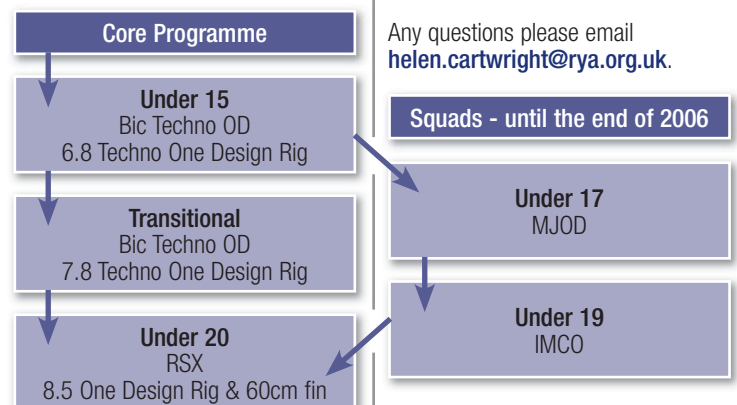 Core Programme
Under 15
Bic Techno OD
6.8 Techno One Design Rig
Transitional
Bic Techno OD
7.8 Techno One Design Rig
Under 20
RSX
8.5 One Design Rig & 60cm fin
Any questions please email
helen.cartwright@rya.org.uk.
Squads - until the end of 2006
Under 17
MJOD
Under 19
IMCO